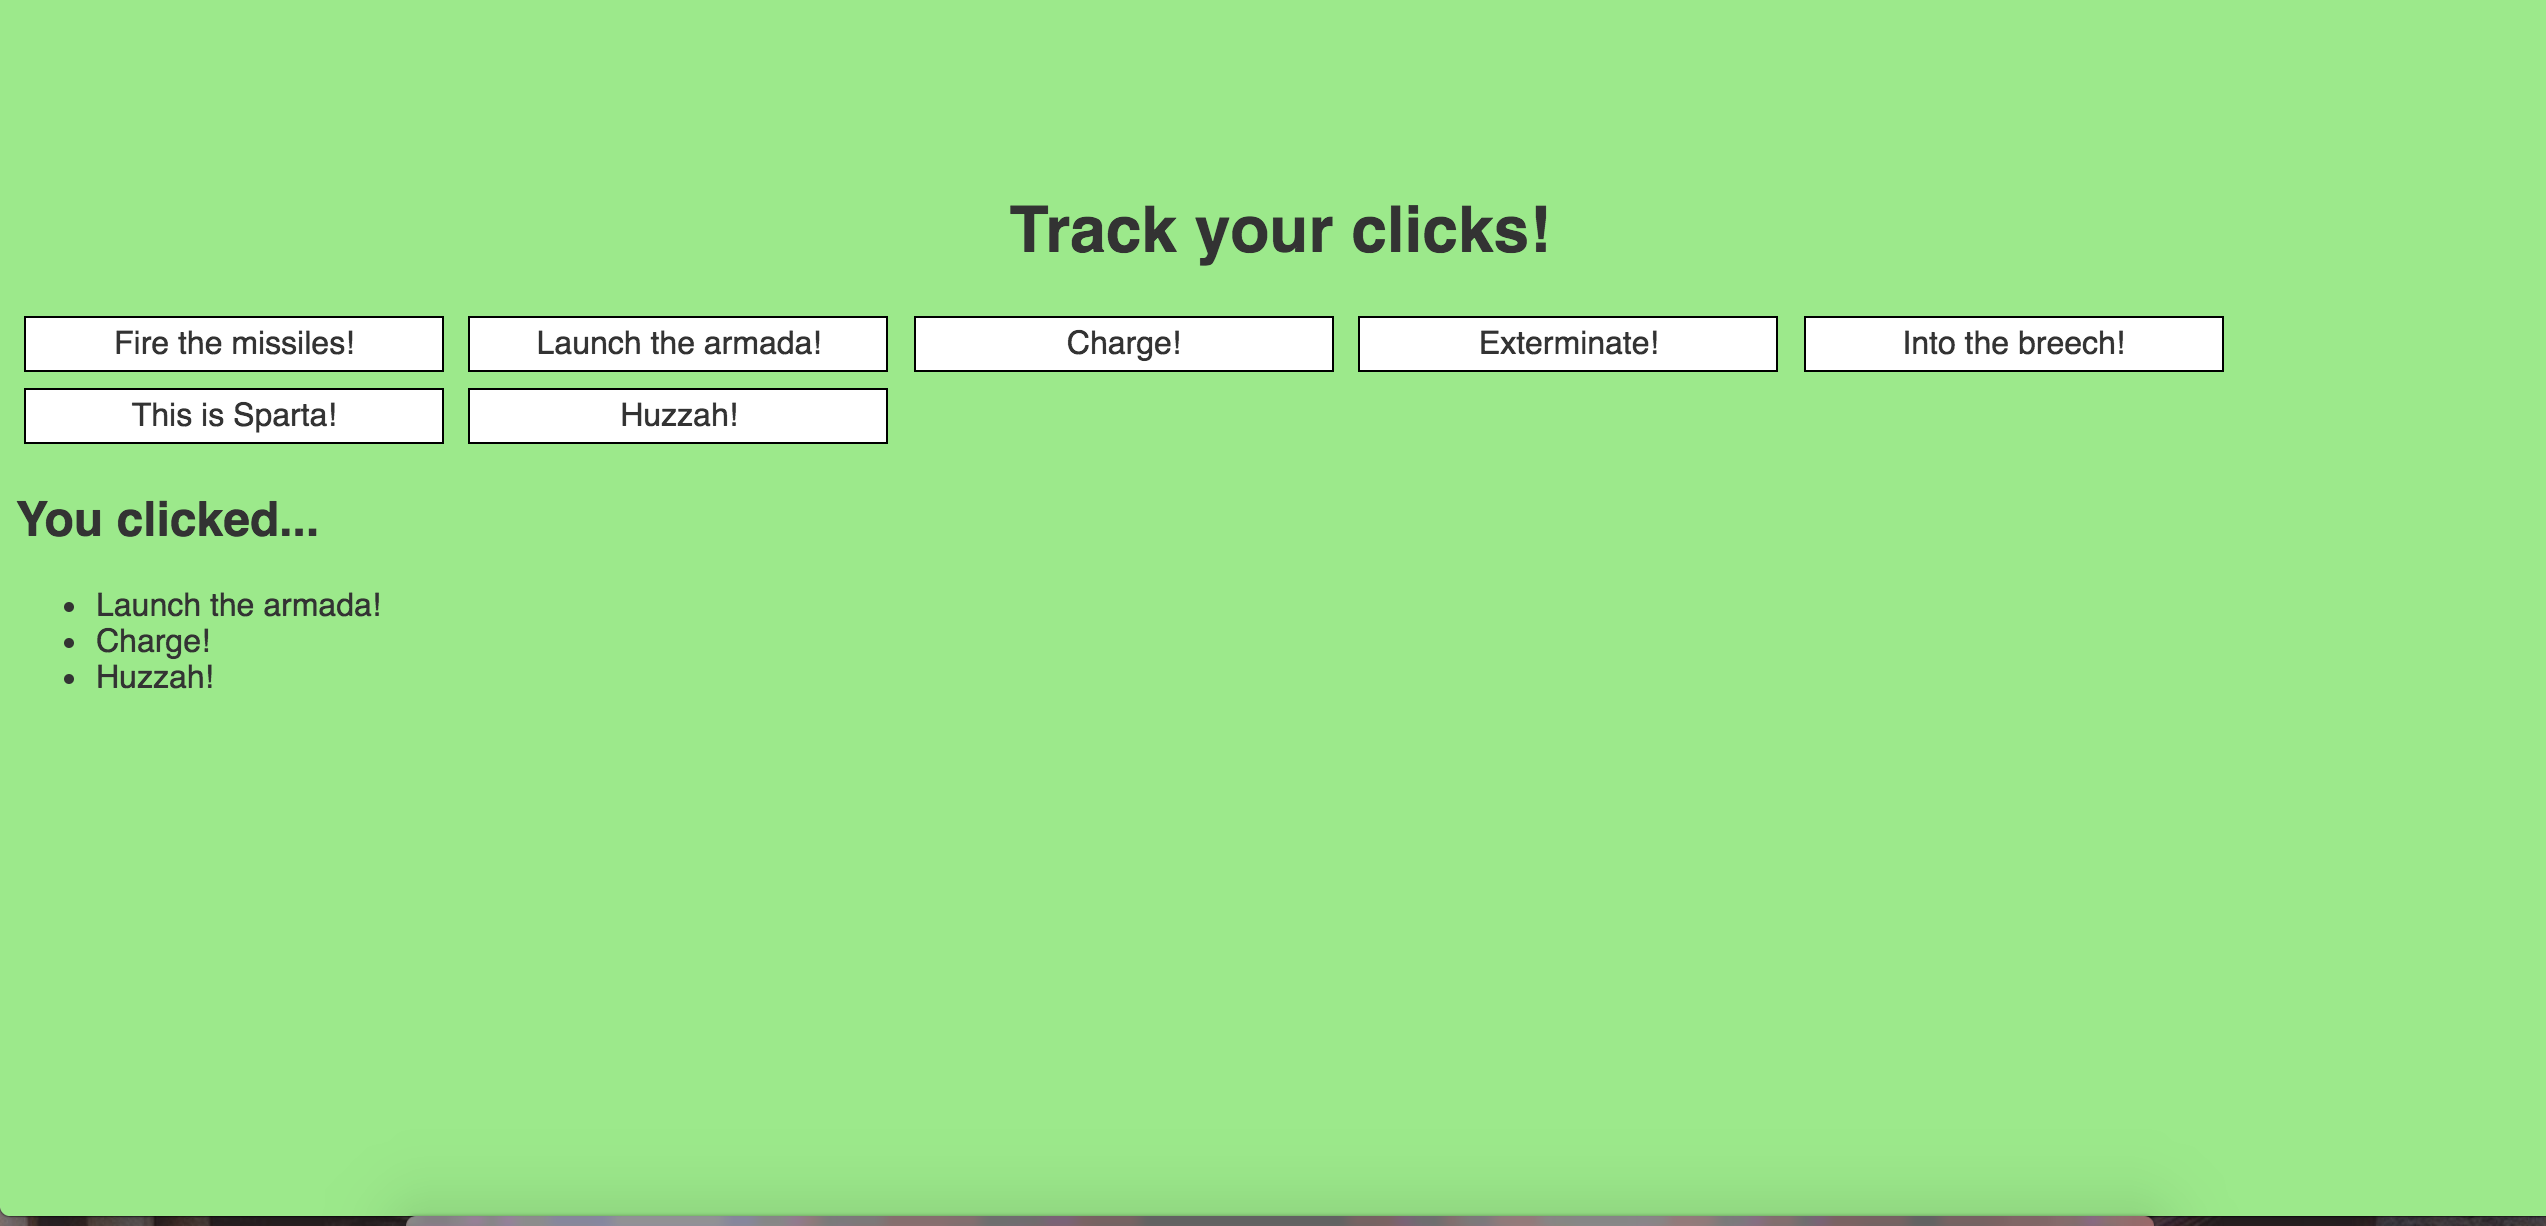 Track your clicks!
Fire the missiles!
Launch the armada!
Charge!
Exterminate!
Into the breech!
This is Sparta!
Huzzah!
You clicked...
Launch the armada!
Charge!
Huzzah!